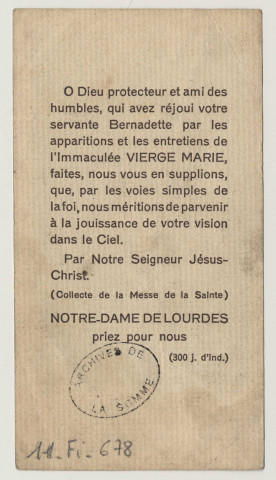 O Dieu protecteur et ami des
humbles, qui avez réjoui votre
servante Bernadette par les
apparitions et les entretiens de
l'Immaculée VIERGE MARIE,
faites, nous vous en supplions,
que, par les voies simples de
la foi, nous méritions de parvenir
à la jouissance de votre vision
dans le Ciel.
Par Notre Seigneur Jésus-
Christ.
(Collecte de la Messe de la Sainte)
NOTRE-DAME DE LOURDES
priez pour nous
(300 j. d'ind.)
ARCHIVES DE
LA SOMME
11-Fi-678